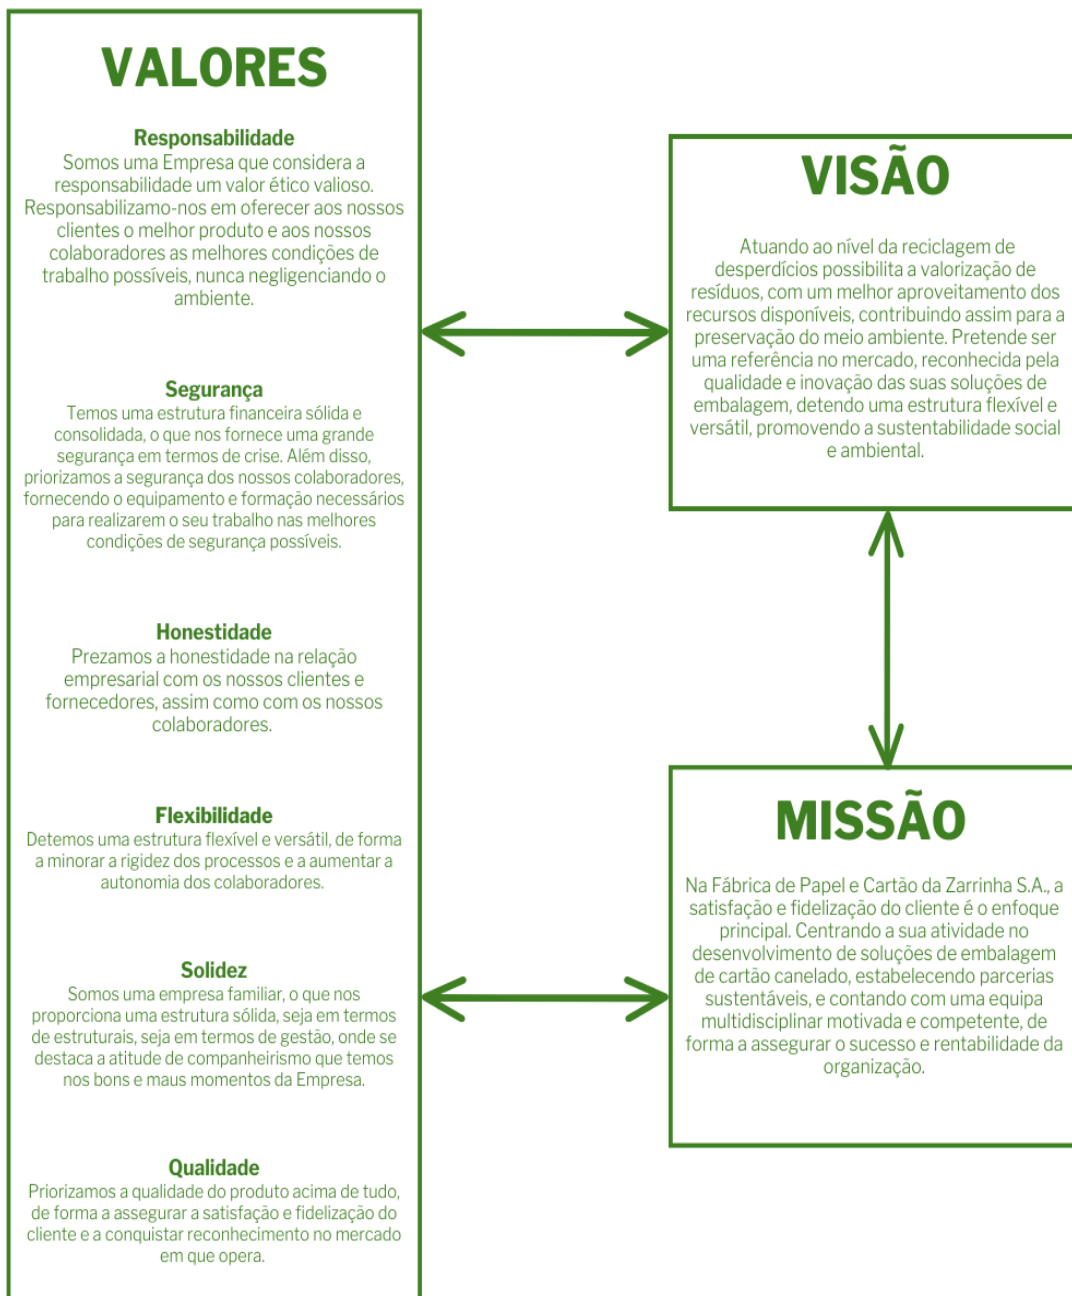 VALORES
Responsabilidade
Somos uma Empresa que considera a
responsabilidade um valor ético valioso.
Responsabilizamo-nos em oferecer aos nossos
clientes o melhor produto e aos nossos
colaboradores as melhores condições de
trabalho possíveis, nunca negligenciando o
ambiente.
Segurança
Temos uma estrutura financeira sólida e
consolidada, o que nos fornece uma grande
segurança em termos de crise. Além disso,
priorizamos a segurança dos nossos colaboradores,
fornecendo o equipamento e formação necessários
para realizarem o seu trabalho nas melhores
condições de segurança possíveis.
Honestidade
Prezamos a honestidade na relação
empresarial com os nossos clientes e
fornecedores, assim como com os nossos
colaboradores.
Flexibilidade
Detemos uma estrutura flexível e versátil, de forma
a minorar a rigidez dos processos e a aumentar a
autonomia dos colaboradores.
Solidez
Somos uma empresa familiar, o que nos
proporciona uma estrutura sólida, seja em termos
de estruturais, seja em termos de gestão, onde se
destaca a atitude de companheirismo que temos
nos bons e maus momentos da Empresa.
Qualidade
Priorizamos a qualidade do produto acima de tudo,
de forma a assegurar a satisfação e fidelização do
cliente e a conquistar reconhecimento no mercado
em que opera.
VISÃO
Atuando ao nível da reciclagem de
desperdícios possibilita a valorização de
resíduos, com um melhor aproveitamento dos
recursos disponíveis, contribuindo assim para a
preservação do meio ambiente. Pretende ser
uma referência no mercado, reconhecida pela
qualidade e inovação das suas soluções de
embalagem, detendo uma estrutura flexível e
versátil, promovendo a sustentabilidade social
e ambiental.
MISSÃO
Na Fábrica de Papel e Cartão da Zarrinha S.A., a
satisfação e fidelização do cliente é o enfoque
principal. Centrando a sua atividade no
desenvolvimento de soluções de embalagem
de cartão canelado, estabelecendo parcerias
sustentáveis, e contando com uma equipa
multidisciplinar motivada e competente, de
forma a assegurar o sucesso e rentabilidade da
organização.